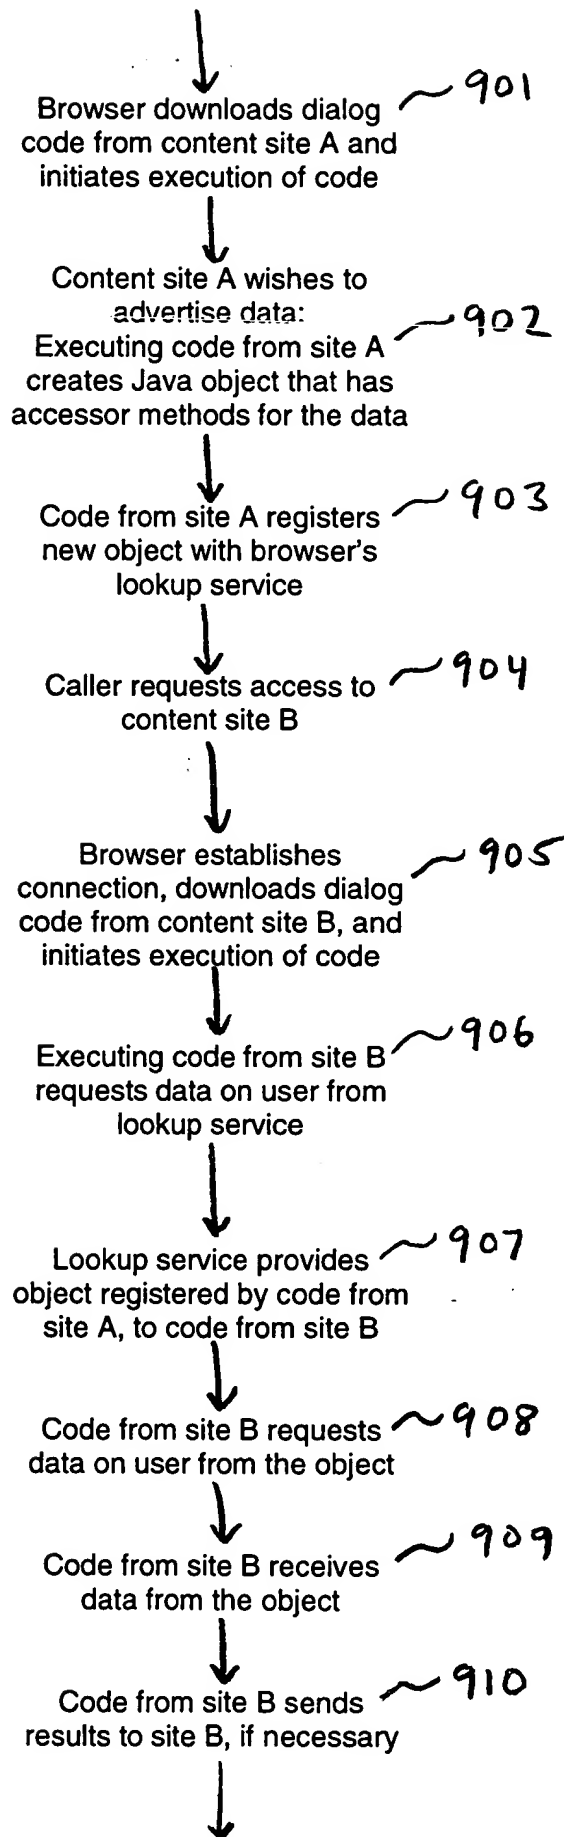 901
Browser downloads dialog
code from content site A and
initiates execution of code
Content site A wishes to
advertise data:
902
Executing code from site A
creates Java object that has
accessor methods for the data
903
Code from site A registers
new object with browser's
lookup service
904
Caller requests access to
content site B
905
Browser establishes
connection, downloads dialog
code from content site B, and
initiates execution of code
906
Executing code from site B
requests data on user from
lookup service
907
Lookup service provides
object registered by code from
site A, to code from site B
908
Code from site B requests
data on user from the object
909
Code from site B receives
data from the object
910
Code from site B sends
results to site B, if necessary